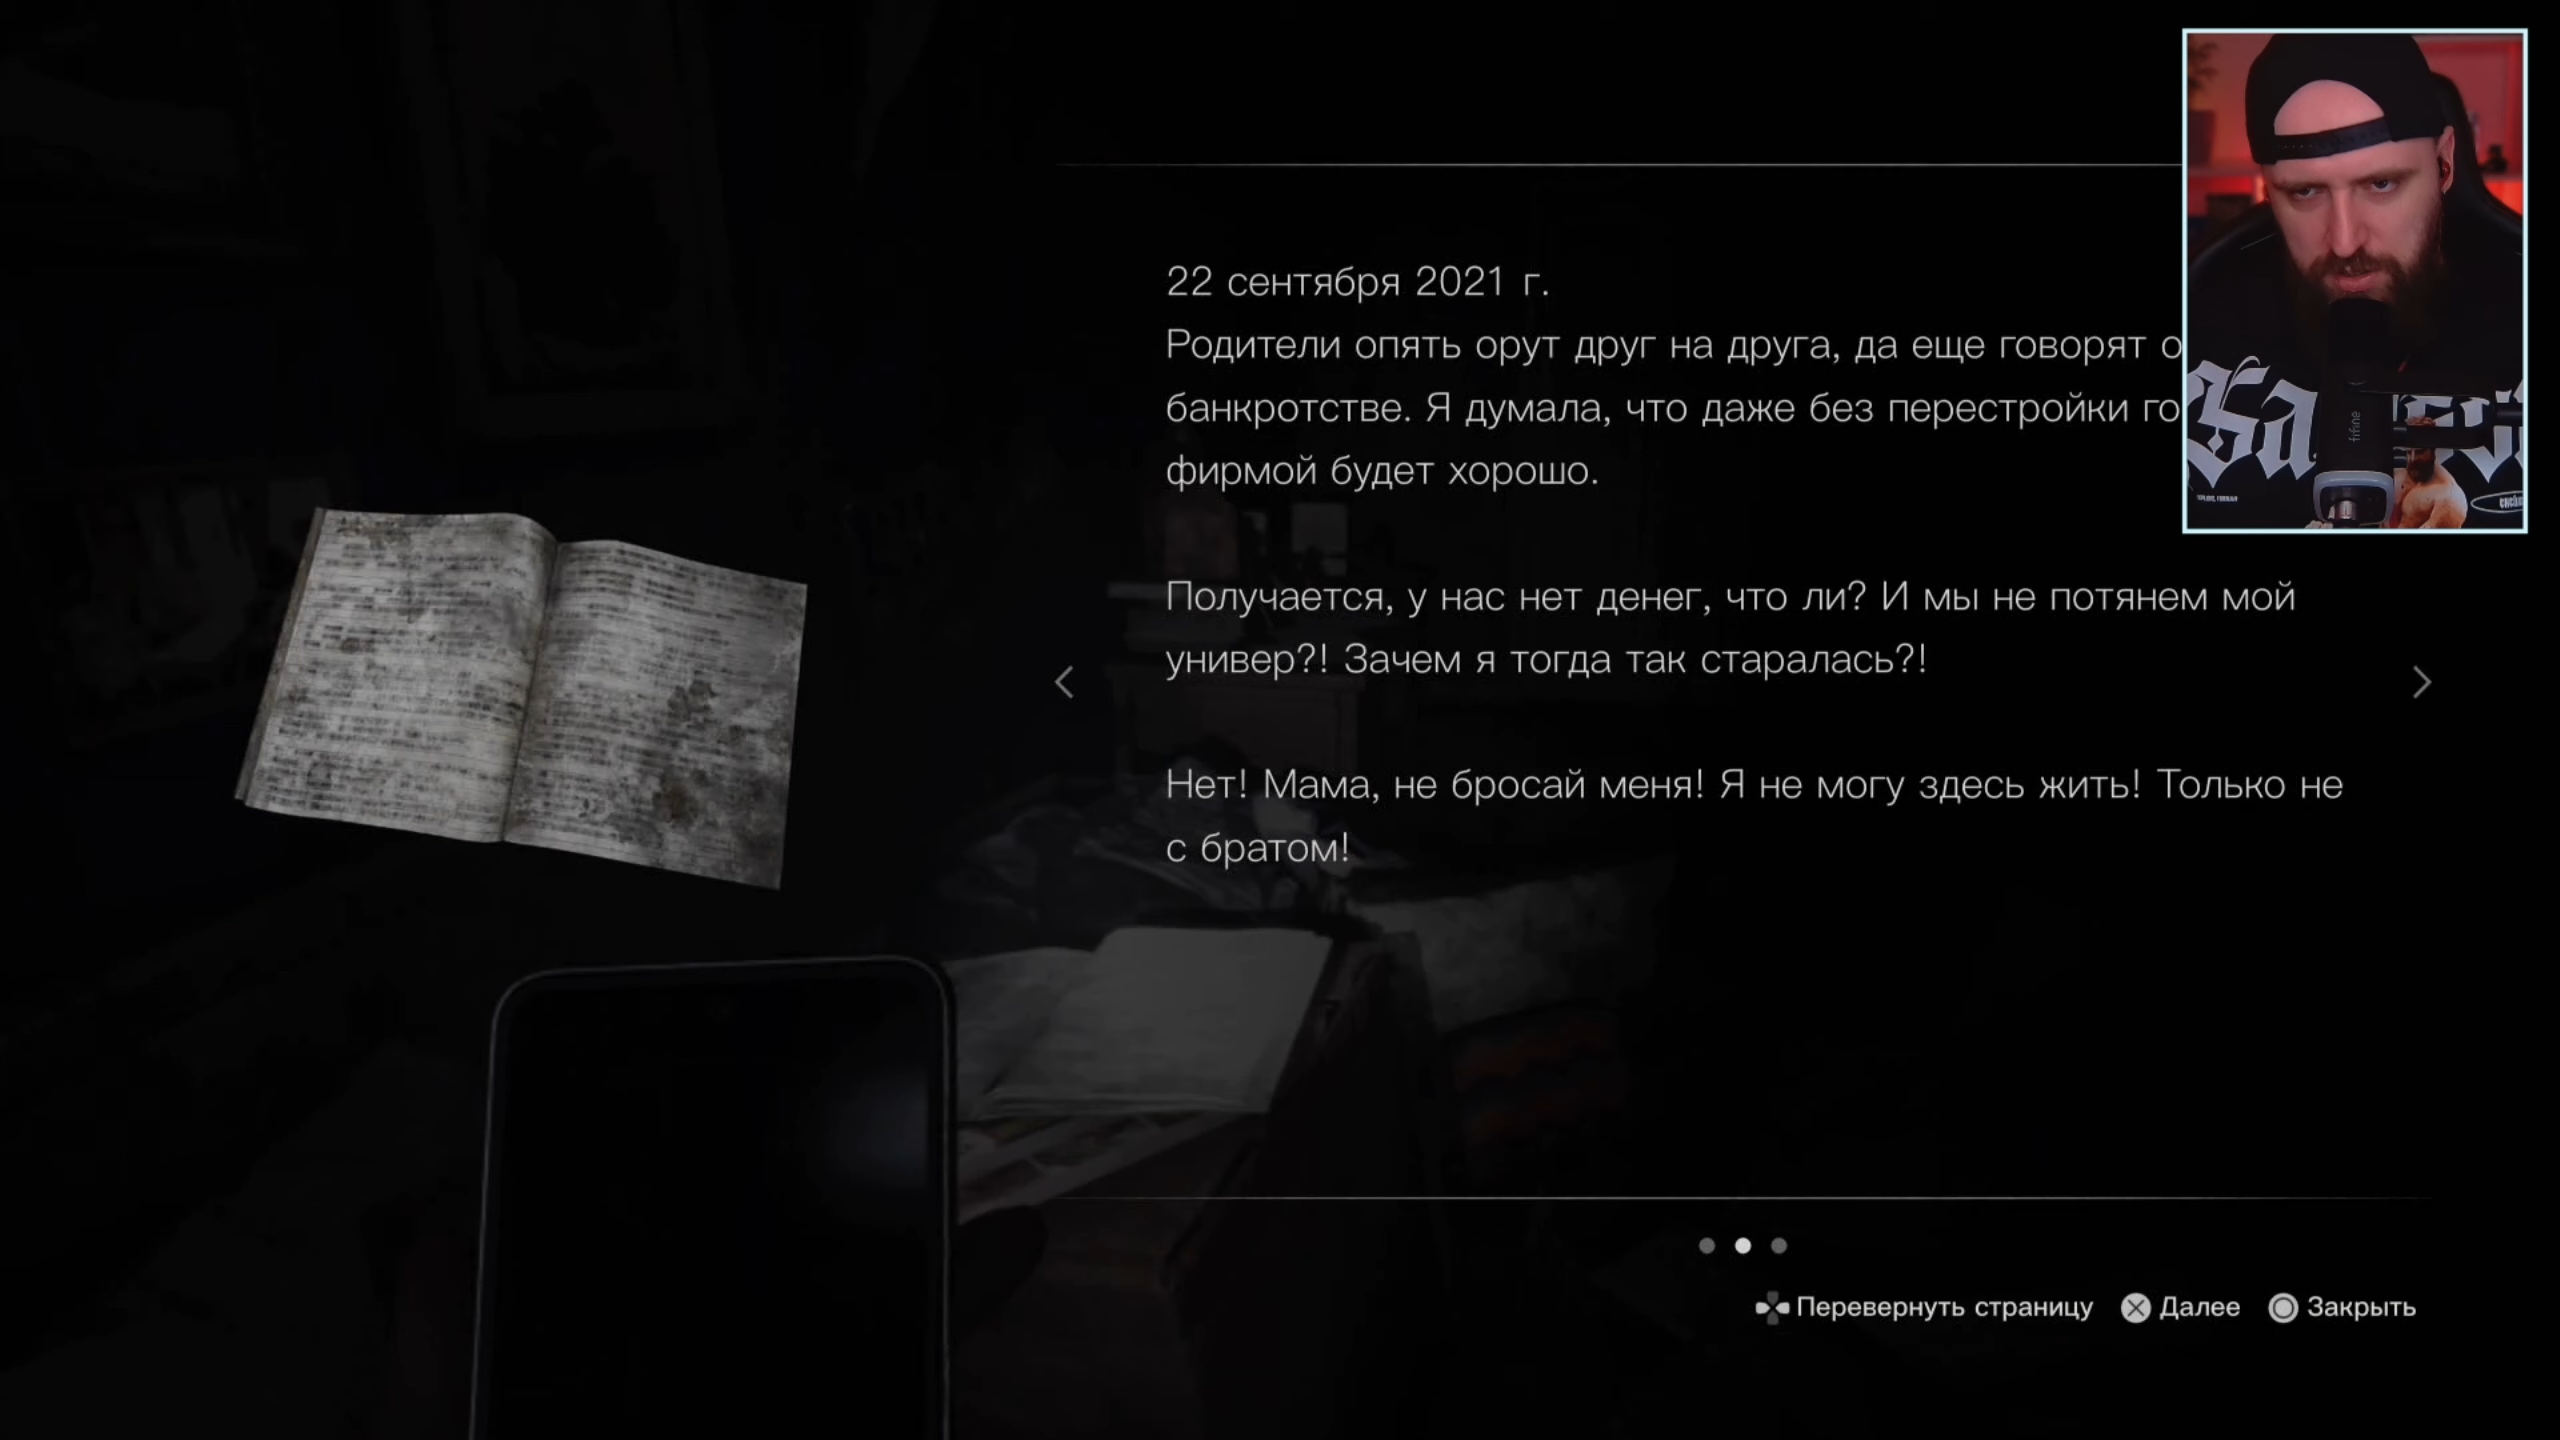 22 сентября 2021 г.
Родители опять орут друг на друга, да еще говорят о
банкротстве. Я думала, что даже без перестройки
фирмой будет хорошо.
Получается, у нас нет денег, что ли? И мы не потянем мой
универ?! Зачем я тогда так старалась?!
Нет! Мама, не бросай меня! Я не могу здесь жить! Только не
с братом!
Перевернуть страницу Далее Закрыть
fifine